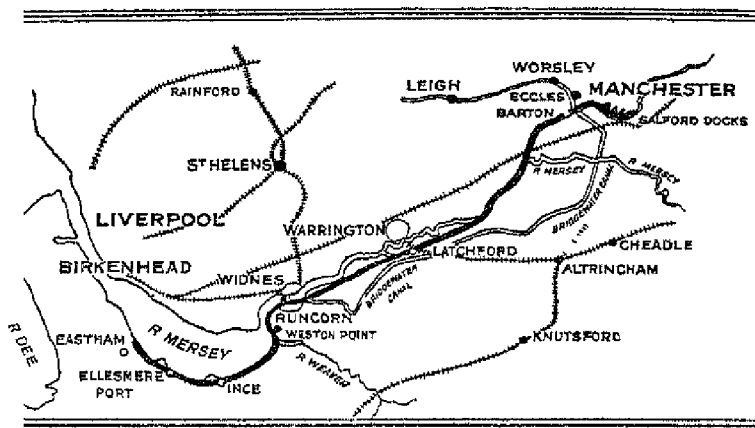 WORSLEY
LEIGH
MANCHESTER
ECCLES
BARTON
SALFORD DOCKS
RAINFORD
ST HELENS
R MERSEY
R MERSEY
BRIDGEWATER CANAL
LIVERPOOL
WARRINGTON
LATCHFORD
CHEADLE
ALTRINCHAM
BIRKENHEAD
WIDNES
BRIDGEWATER
CANAL
RUNCORN
WESTON POINT
KNUTSFORD
R DEE
EASTHAM
R MERSEY
R WEAVER
ELLESMERE
PORT
INCE